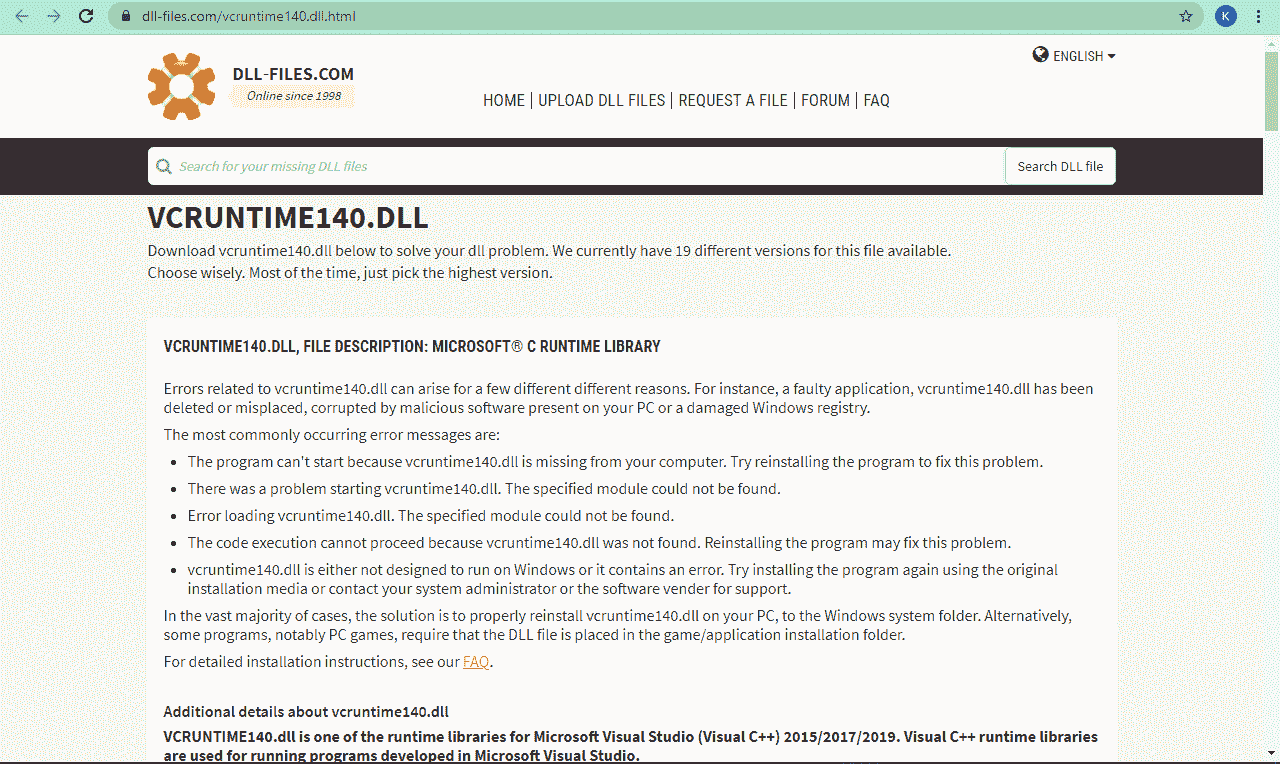 dll-files.com/vcruntime140.dll.html
K
ENGLISH
DLL-FILES.COM
Online since 1998
HOME | UPLOAD DLL FILES | REQUEST A FILE | FORUM | FAQ
Search for your missing DLL files
Search DLL file
VCRUNTIME140.DLL
Download vcruntime140.dll below to solve your dll problem. We currently have 19 different versions for this file available.
Choose wisely. Most of the time, just pick the highest version.
VCRUNTIME140.DLL, FILE DESCRIPTION: MICROSOFT® C RUNTIME LIBRARY
Errors related to vcruntime140.dll can arise for a few different different reasons. For instance, a faulty application, vcruntime140.dll has been
deleted or misplaced, corrupted by malicious software present on your PC or a damaged Windows registry.
The most commonly occurring error messages are:
• The program can't start because vcruntime140.dll is missing from your computer. Try reinstalling the program to fix this problem.
• There was a problem starting vcruntime140.dll. The specified module could not be found.
• Error loading vcruntime140.dll. The specified module could not be found.
• The code execution cannot proceed because vcruntime140.dll was not found. Reinstalling the program may fix this problem.
• vcruntime140.dll is either not designed to run on Windows or it contains an error. Try installing the program again using the original
installation media or contact your system administrator or the software vender for support.
In the vast majority of cases, the solution is to properly reinstall vcruntime140.dll on your PC, to the Windows system folder. Alternatively,
some programs, notably PC games, require that the DLL file is placed in the game/application installation folder.
For detailed installation instructions, see our FAQ.
Additional details about vcruntime140.dll
VCRUNTIME140.dll is one of the runtime libraries for Microsoft Visual Studio (Visual C++) 2015/2017/2019. Visual C++ runtime libraries
are used for running programs developed in Microsoft Visual Studio.